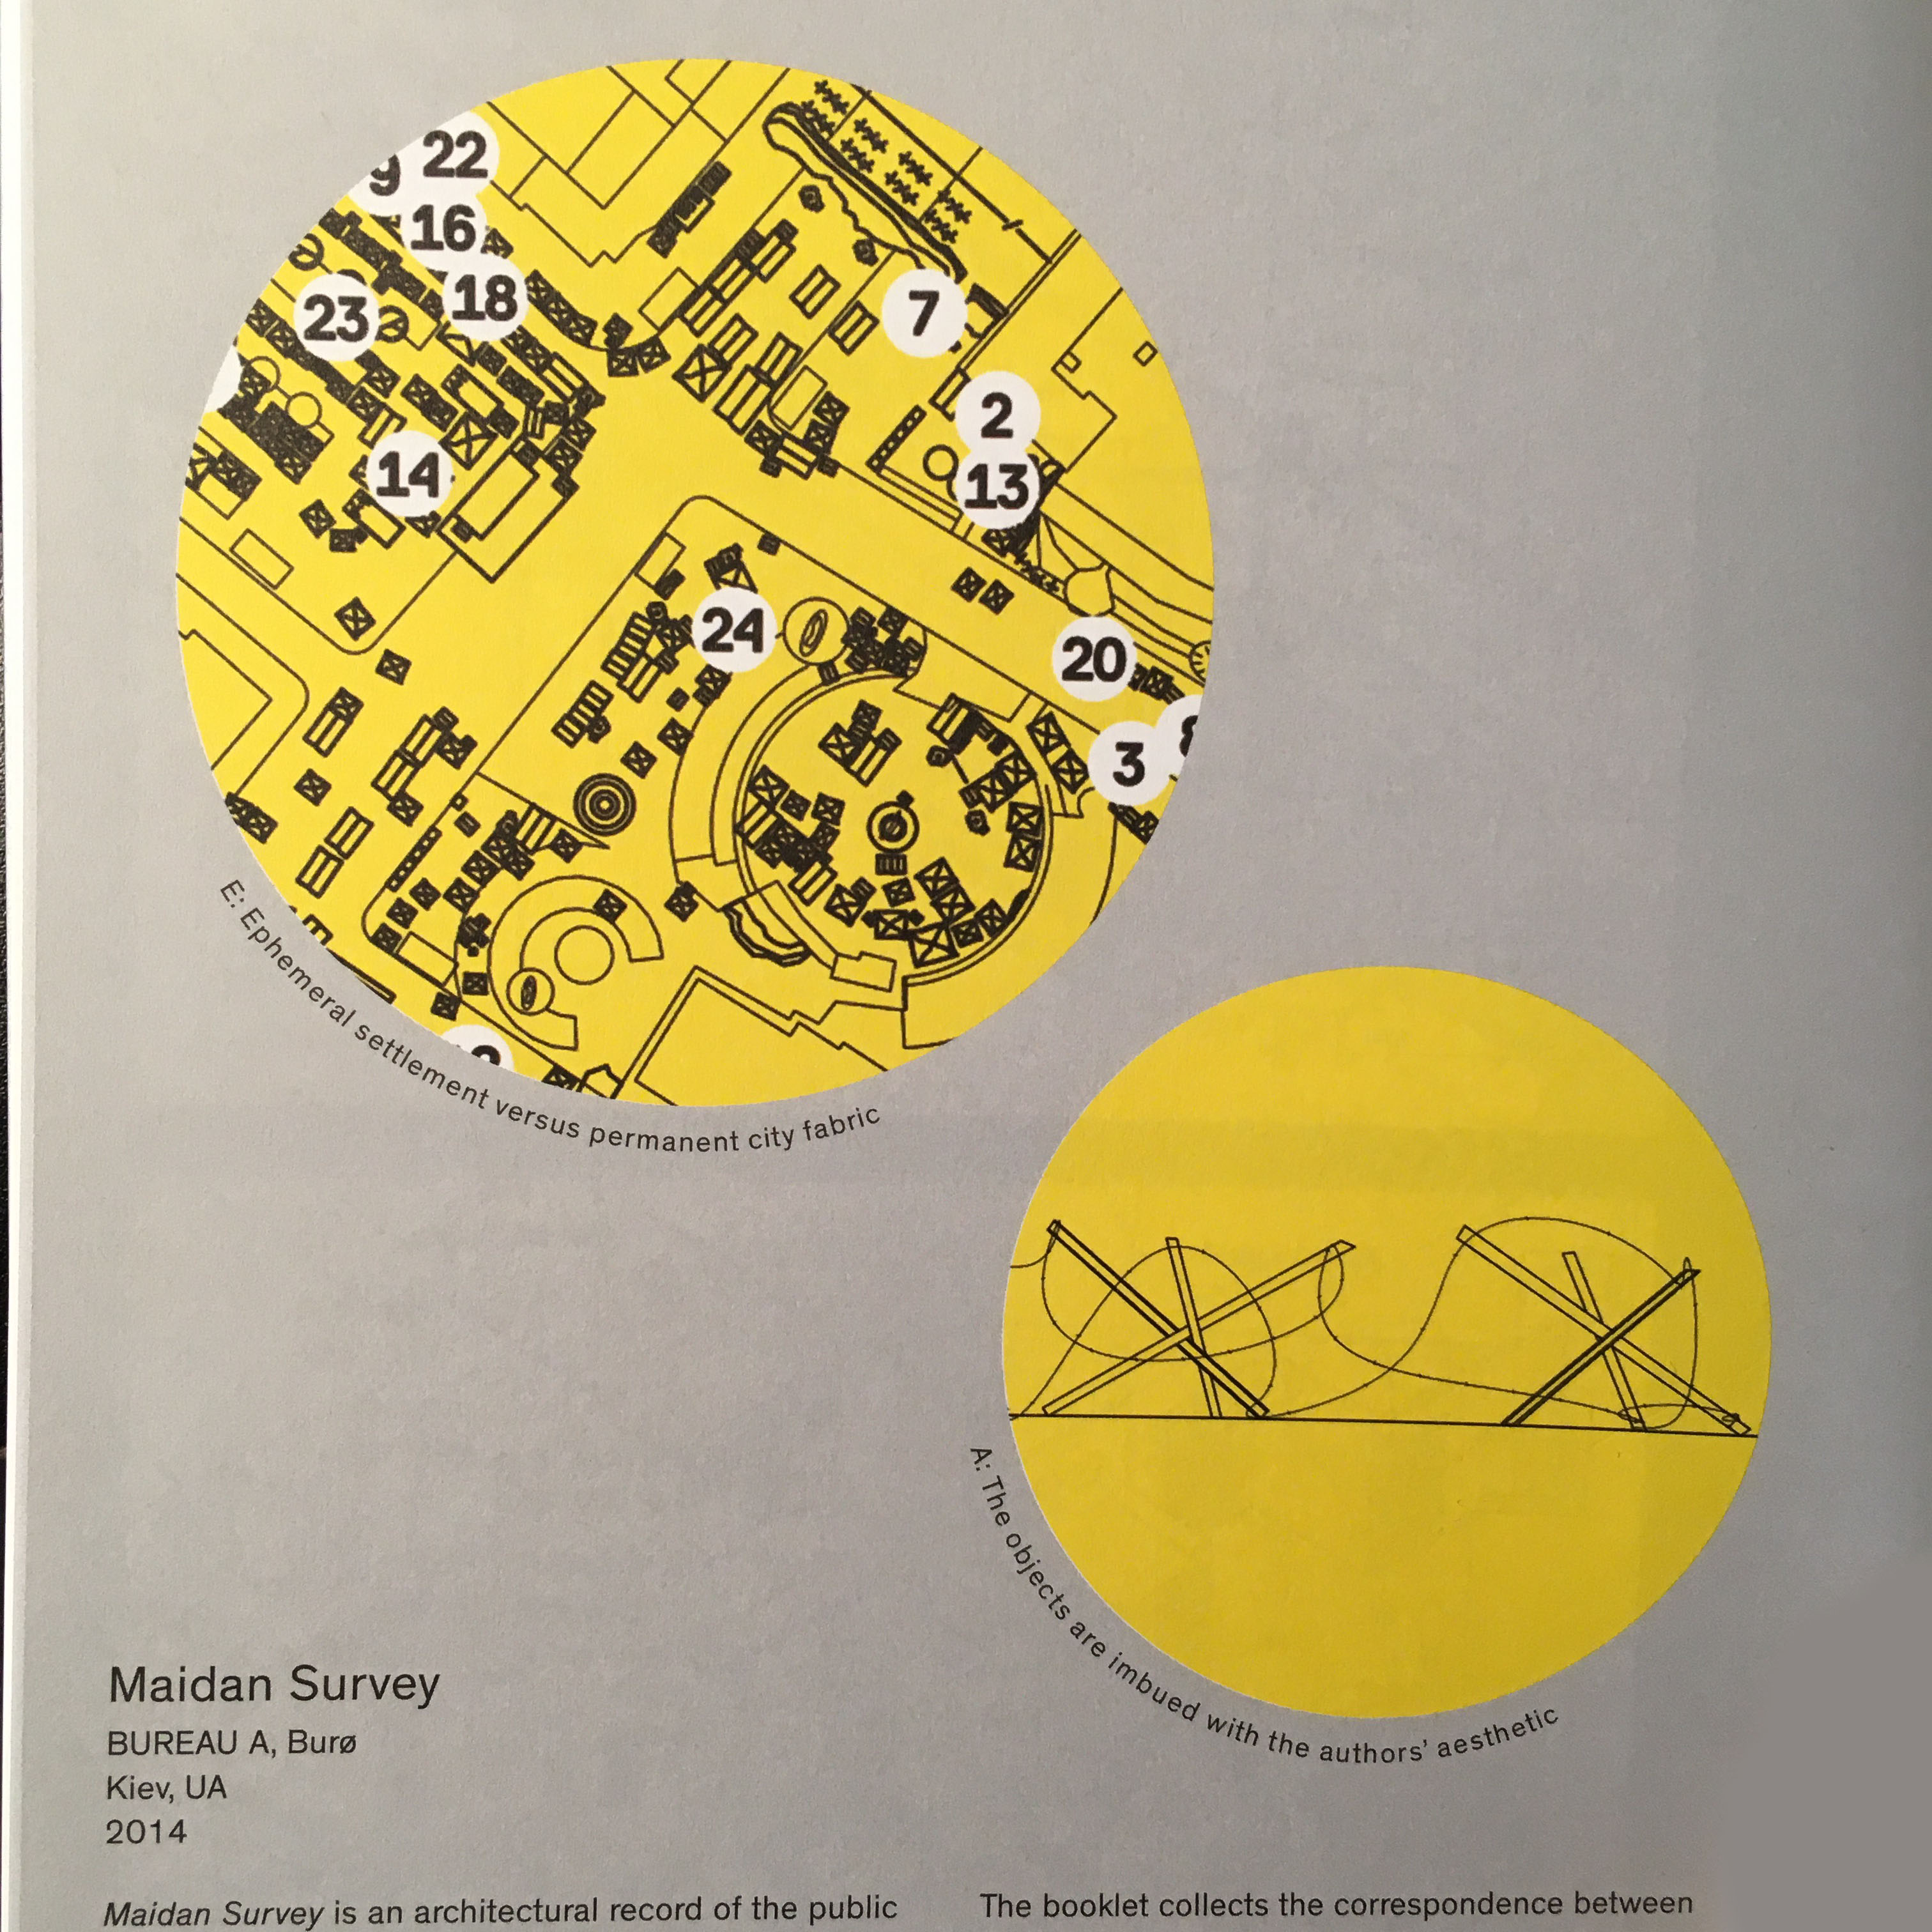 22
9
16
18
23
7
2
14
13
24
20
3
E: Ephemeral settlement versus permanent city fabric
A: The objects are imbued with the authors’ aesthetic
Maidan Survey
BUREAU A, Burø
Kiev, UA
2014
Maidan Survey is an architectural record of the public
The booklet collects the correspondence between